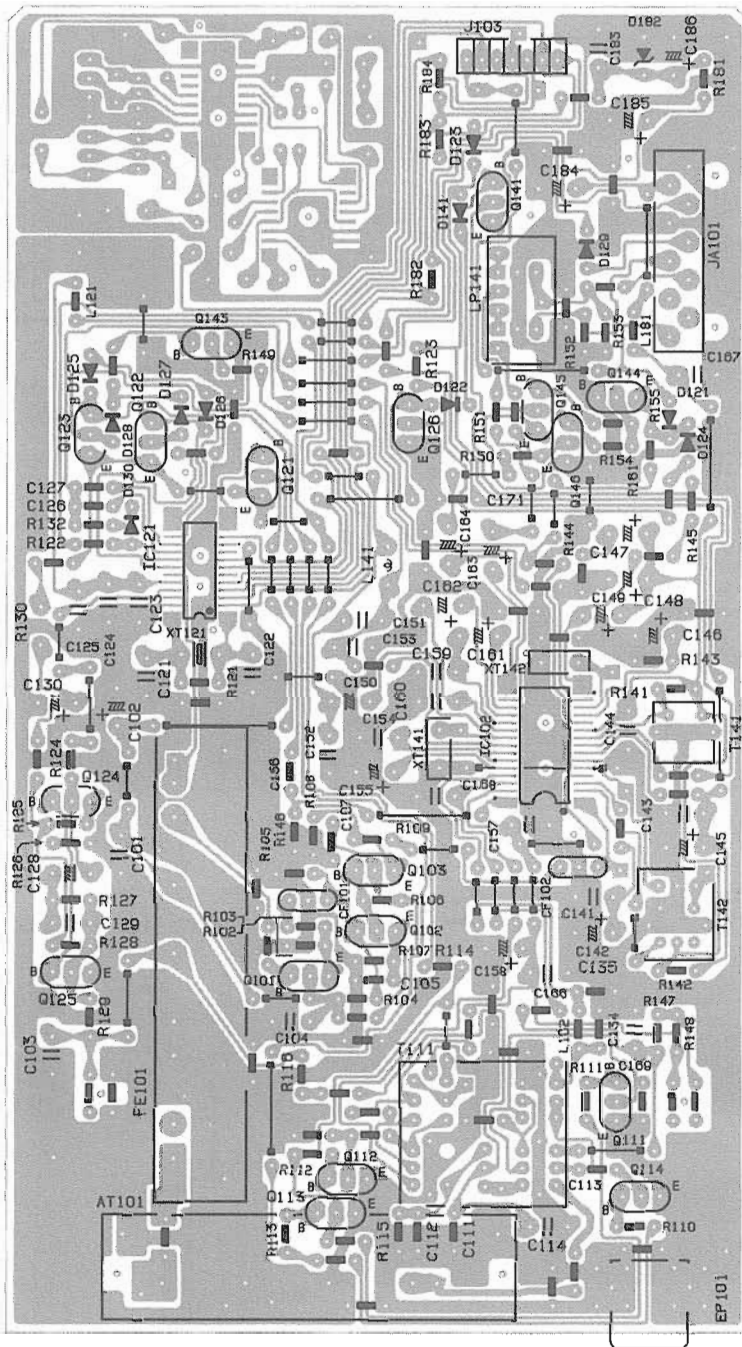 D182
J103
C183
C186
R184
R181
C185
R183
D123
C184
B
Q141
D141
E
D129
JA101
R182
LP141
L121
Q143
E
B
R152
R153
L181
C167
D125
Q122
D127
R149
R123
Q144
B
E
D121
D122
Q145
R155
Q123
B
D128
B
D126
Q126
B
R151
D124
E
D130
E
Q121
B
E
R150
E
R154
C127
C126
R132
R122
IC121
C171
Q146
R161
C164
R144
C147
R145
R130
C123
L141
C163
C162
C149
C148
C125
C124
XT121
C122
C151
C153
C159
C161
XT142
C146
R143
C130
C121
R121
C150
C160
R141
C102
C154
IC102
C144
T141
R124
C152
XT141
Q124
B
E
C156
C155
C168
C143
R125
R126
C128
C101
R105
R146
C107
R109
C157
C145
Q103
E
CF102
T142
R127
C129
R128
CF101
R103
R102
R106
B
Q102
E
C141
C142
B
E
Q125
Q101
B
E
R107
R114
C105
C158
C135
R142
R129
R104
C166
R147
C103
C104
L102
C134
R148
T111
R116
R111
B
C169
FE101
E
Q111
R112
Q112
E
B
C113
Q114
AT101
Q113
B
E
B
E
R113
R115
C112
C111
C114
R110
EP101